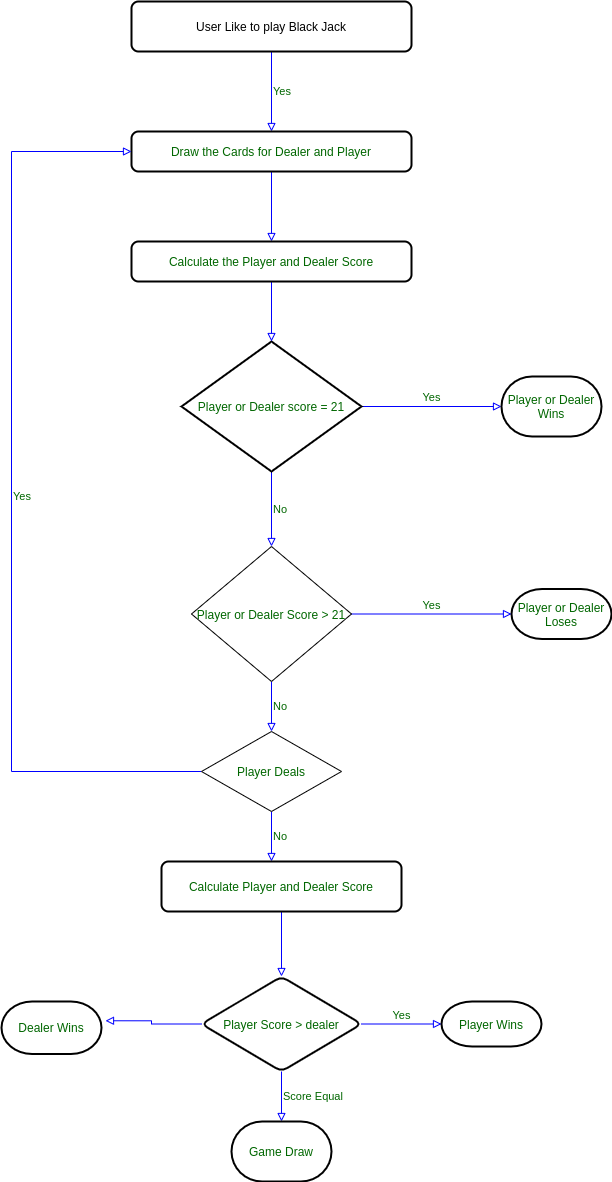 User Like to play Black Jack
Yes
Draw the Cards for Dealer and Player
Calculate the Player and Dealer Score
Player or Dealer score = 21
Yes
Player or Dealer
Wins
Yes
No
Player or Dealer Score > 21
Yes
Player or Dealer
Loses
No
Player Deals
No
Calculate Player and Dealer Score
Dealer Wins
Player Score > dealer
Yes
Player Wins
Score Equal
Game Draw